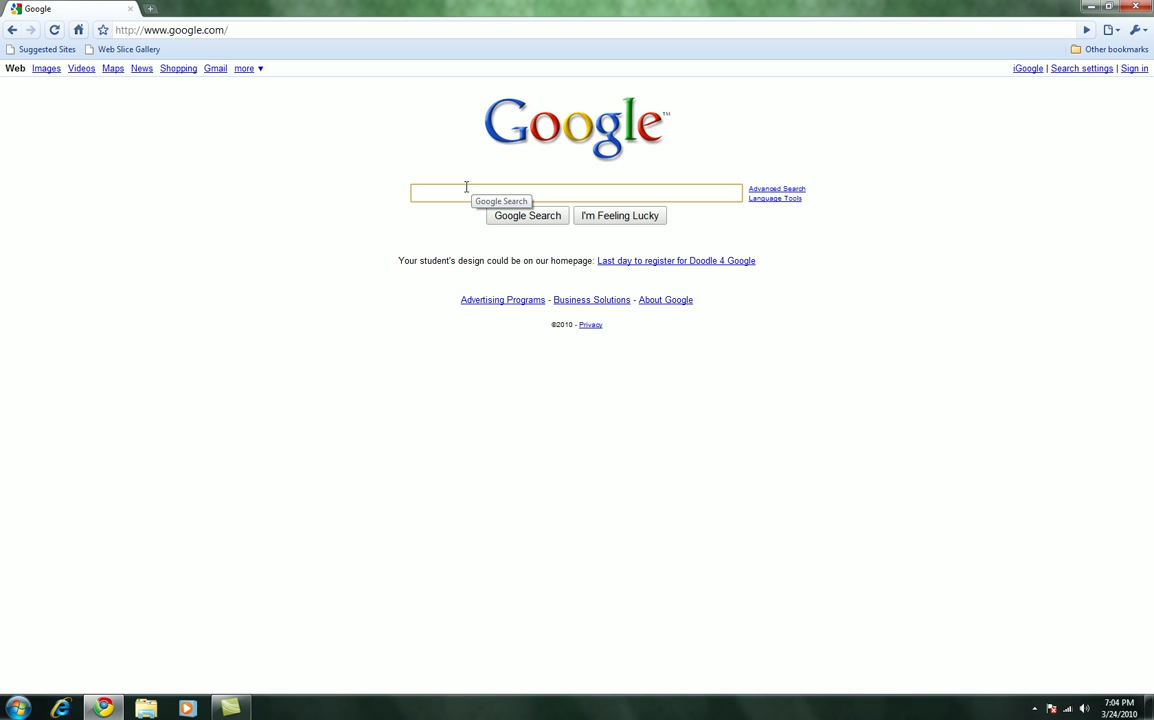 Google
http://www.google.com/
Suggested Sites Web Slice Gallery Other bookmarks
Web Images Videos Maps News Shopping Gmail more ▼ iGoogle | Search settings | Sign in
Google™
Advanced Search
Language Tools
Google Search
Google Search I'm Feeling Lucky
Your student's design could be on our homepage: Last day to register for Doodle 4 Google
Advertising Programs - Business Solutions - About Google
©2010 - Privacy
7:04 PM
3/24/2010